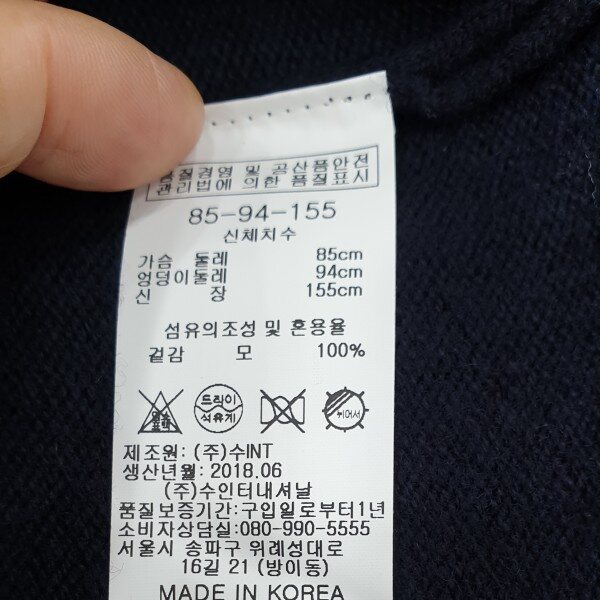 품질경영 및 공산품안전
관리법에 의한 품질표시
85-94-155
신체치수
가슴 둘레 85cm
엉덩이둘레 94cm
신 장 155cm
섬유의조성 및 혼용율
겉감 모 100%
드라이
석유계
뉘어서
제조원: (주)수INT
생산년월: 2018.06
(주)수인터내셔날
품질보증기간:구입일로부터1년
소비자상담실:080-990-5555
서울시 송파구 위례성대로
16길 21 (방이동)
MADE IN KOREA